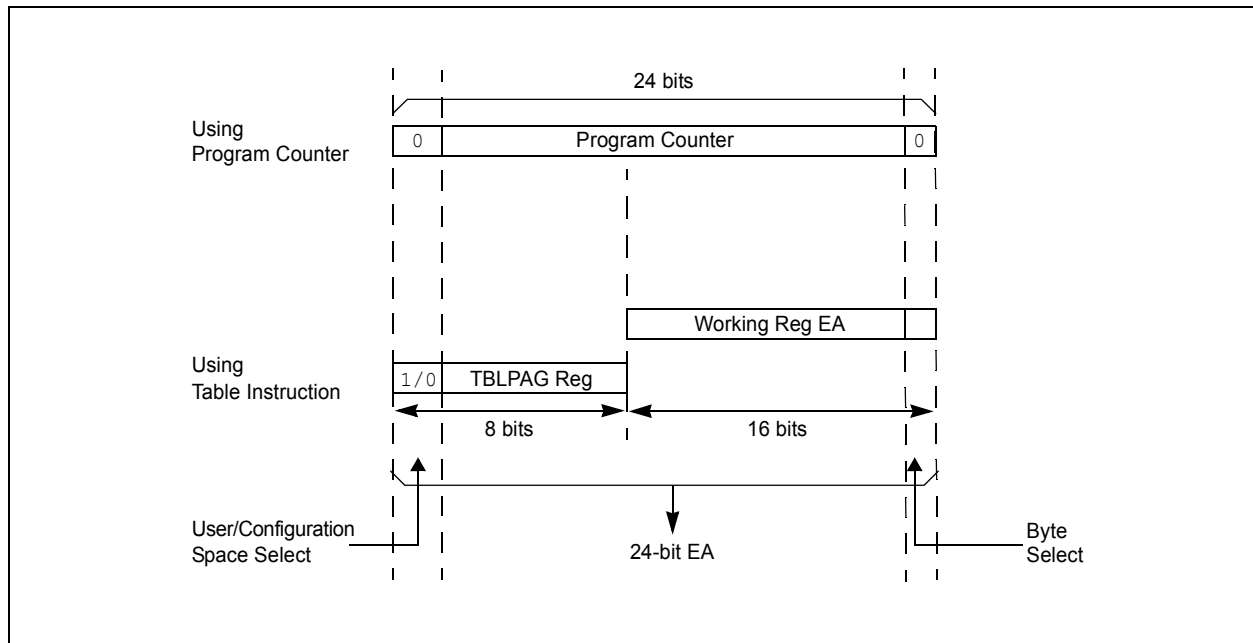 24 bits
Using
Program Counter
0
Program Counter
0
Working Reg EA
Using
Table Instruction
1/0
TBLPAG Reg
8 bits
16 bits
User/Configuration
Space Select
24-bit EA
Byte
Select